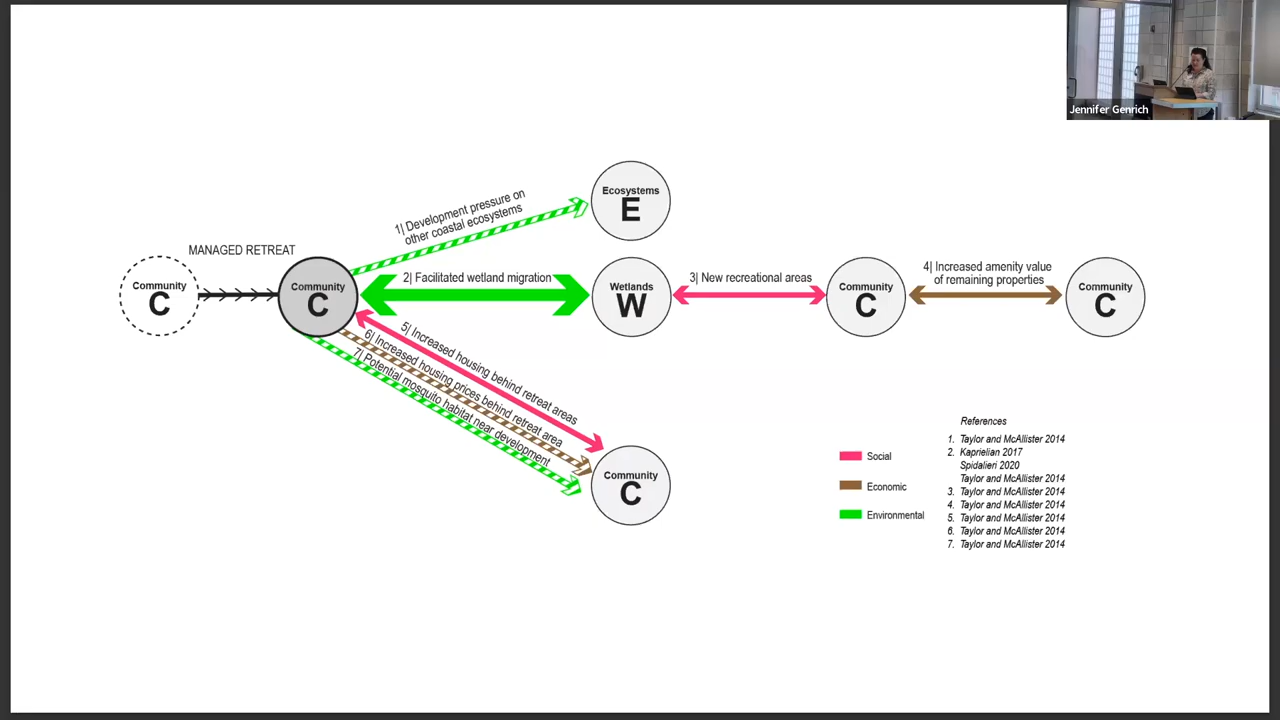 Jennifer Genrich
MANAGED RETREAT
Community
C
Community
C
1| Development pressure on
other coastal ecosystems
Ecosystems
E
2| Facilitated wetland migration
Wetlands
W
3| New recreational areas
Community
C
4| Increased amenity value
of remaining properties
Community
C
5| Increased housing behind retreat areas
6| Increased housing prices behind retreat area
7| Potential mosquito habitat near development
Community
C
Social
Economic
Environmental
References
1. Taylor and McAllister 2014
2. Kaprielian 2017
Spidalieri 2020
Taylor and McAllister 2014
3. Taylor and McAllister 2014
4. Taylor and McAllister 2014
5. Taylor and McAllister 2014
6. Taylor and McAllister 2014
7. Taylor and McAllister 2014